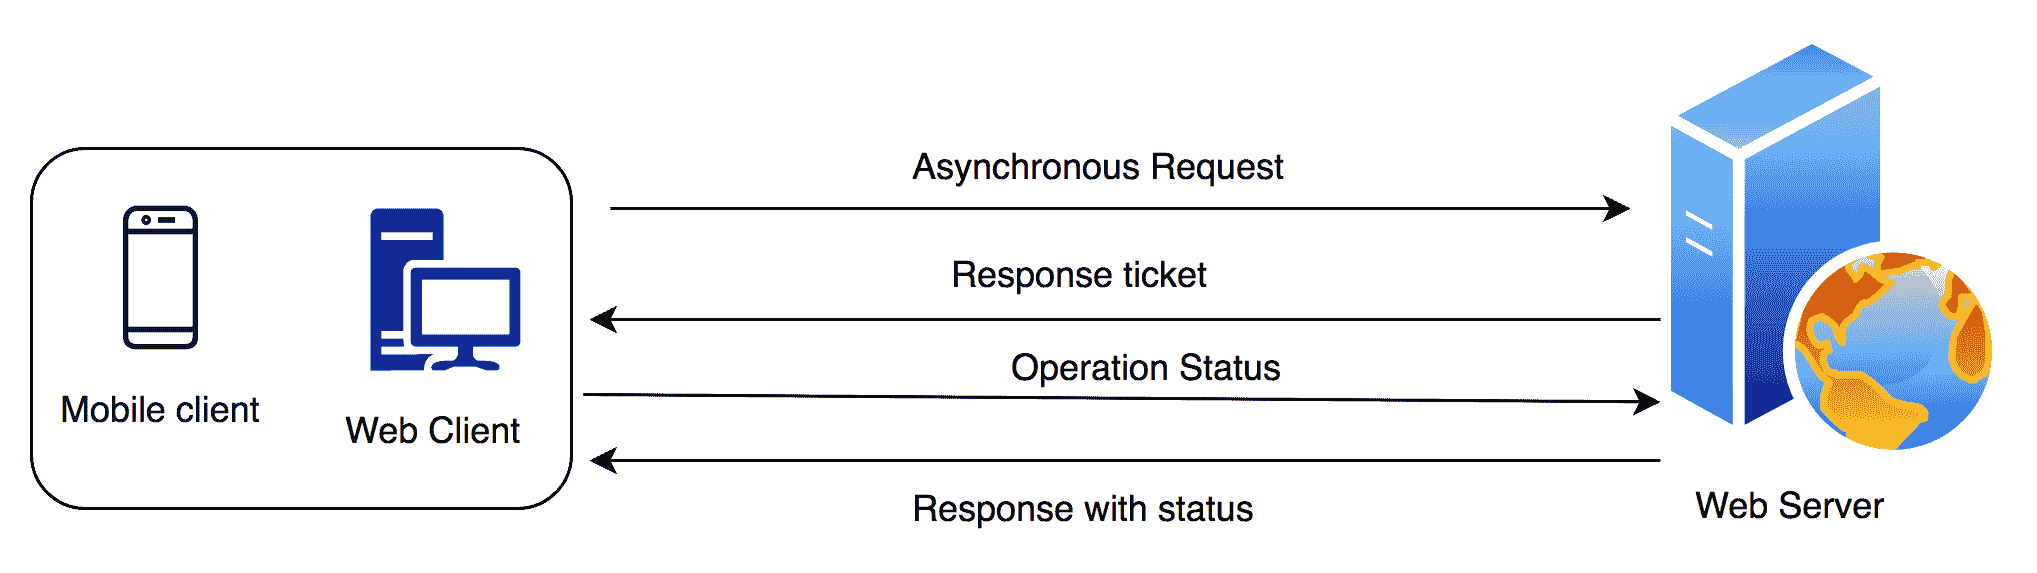 Asynchronous Request
Response ticket
Operation Status
Mobile client
Web Client
Response with status
Web Server